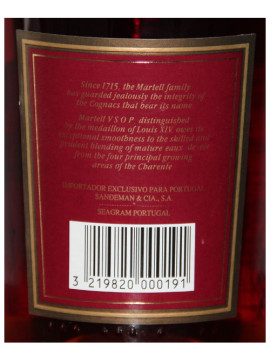 Since 1715, the Martell family
has guarded jealously the integrity of
the Cognacs that bear its name
Martell V S O P distinguished
by the medallion of Louis XIV owes its
exceptional smoothness to the skilled and
patient blending of mature eaux de vie
from the four principal growing
areas of the Charente
IMPORTADOR EXCLUSIVO PARA PORTUGAL
SANDEMAN & CIA., S.A.
SEAGRAM PORTUGAL
3 219820 000191